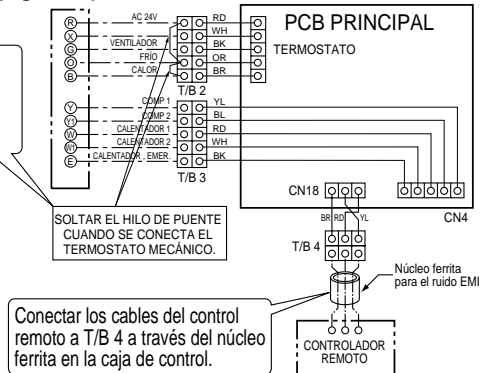 R AC 24V RD
X WH
G VENTILADOR BK
O FRÍO OR
B CALOR BR
T/B 2
PCB PRINCIPAL
TERMOSTATO
Y COMP 1 YL
Y1 COMP 2 BL
W CALENTADOR 1 RD
W1 CALENTADOR 2 WH
E CALENTADOR . EMER. BK
T/B 3
SOLTAR EL HILO DE PUENTE
CUANDO SE CONECTA EL
TERMOSTATO MECÁNICO.
CN18
CN4
BR RD YL
T/B 4
Núcleo ferrita
para el ruido EMI
Conectar los cables del control
remoto a T/B 4 a través del núcleo
ferrita en la caja de control.
CONTROLADOR
REMOTO